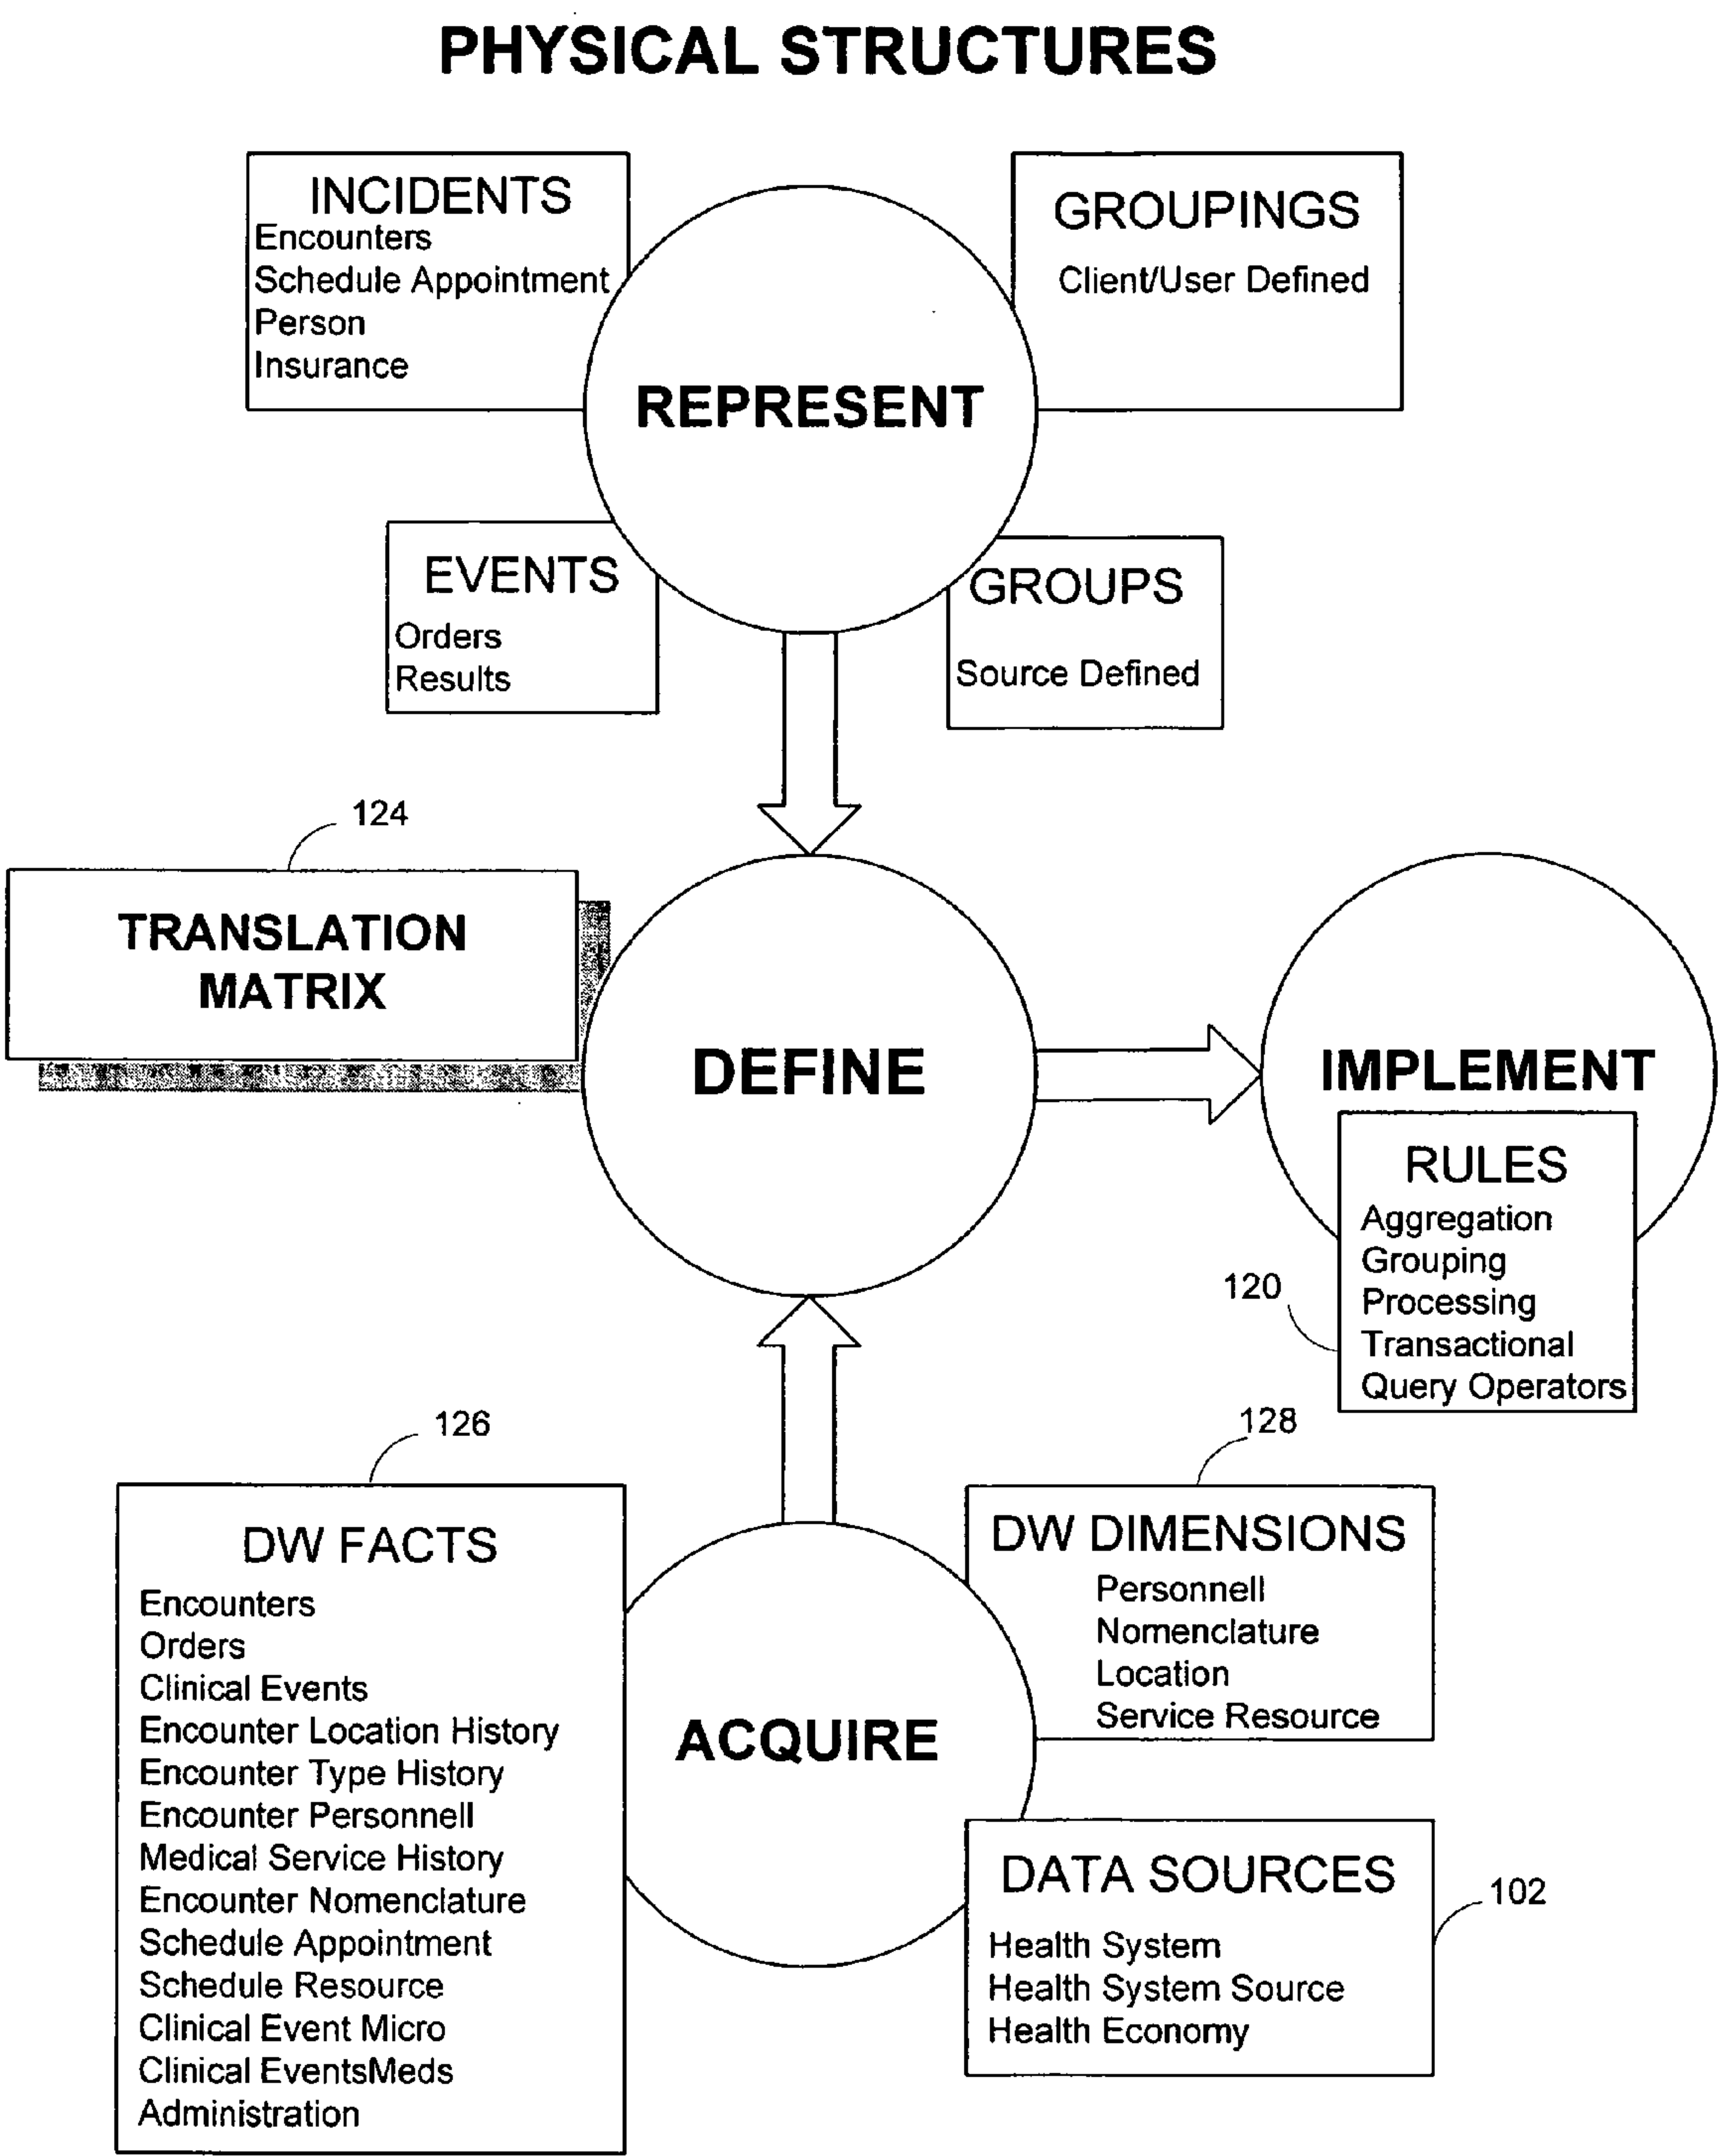 PHYSICAL STRUCTURES
INCIDENTS
Encounters
Schedule Appointment
Person
Insurance
GROUPINGS
Client/User Defined
REPRESENT
EVENTS
Orders
Results
GROUPS
Source Defined
124
TRANSLATION
MATRIX
DEFINE
IMPLEMENT
RULES
Aggregation
Grouping
Processing
Transactional
Query Operators
120
126
DW FACTS
Encounters
Orders
Clinical Events
Encounter Location History
Encounter Type History
Encounter Personnell
Medical Service History
Encounter Nomenclature
Schedule Appointment
Schedule Resource
Clinical Event Micro
Clinical EventsMeds
Administration
ACQUIRE
128
DW DIMENSIONS
Personnell
Nomenclature
Location
Service Resource
DATA SOURCES
Health System
Health System Source
Health Economy
102